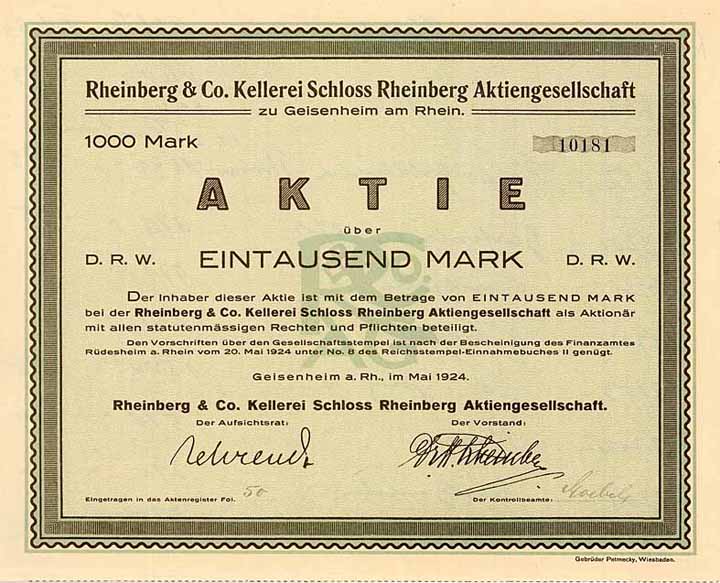 Rheinberg & Co. Kellerei Schloss Rheinberg Aktiengesellschaft
zu Geisenheim am Rhein.
1000 Mark 10181
AKTIE
über
D. R. W. EINTAUSEND MARK D. R. W.
Der Inhaber dieser Aktie ist mit dem Betrage von EINTAUSEND MARK
bei der Rheinberg & Co. Kellerei Schloss Rheinberg Aktiengesellschaft als Aktionär
mit allen statutenmässigen Rechten und Pflichten beteiligt.
Den Vorschriften über den Gesellschaftsstempel ist nach der Bescheinigung des Finanzamtes
Rüdesheim a. Rhein vom 20. Mai 1924 unter No. 8 des Reichsstempel-Einnahmebuches II genügt.
Geisenheim a. Rh., im Mai 1924.
Rheinberg & Co. Kellerei Schloss Rheinberg Aktiengesellschaft.
Der Aufsichtsrat: Der Vorstand:
Eingetragen in das Aktenregister Fol. 50 Der Kontrollbeamte:
Gebrüder Petmecky, Wiesbaden.